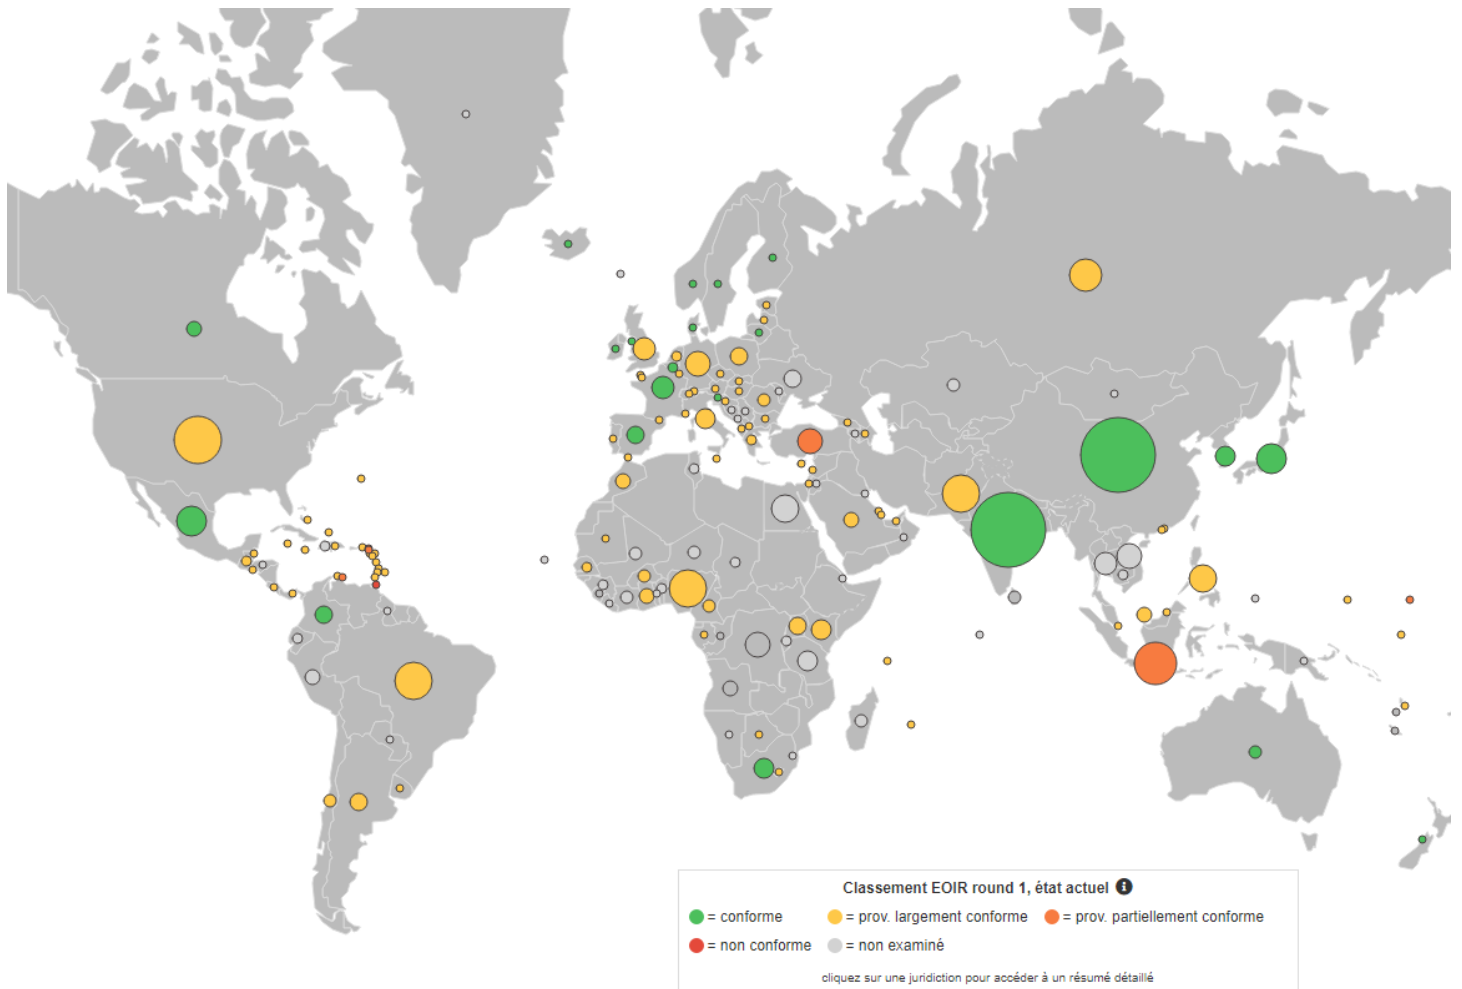 Classement EOIR round 1, état actuel
= conforme = prov. largement conforme = prov. partiellement conforme
= non conforme = non examiné
cliquez sur une juridiction pour accéder à un résumé détaillé